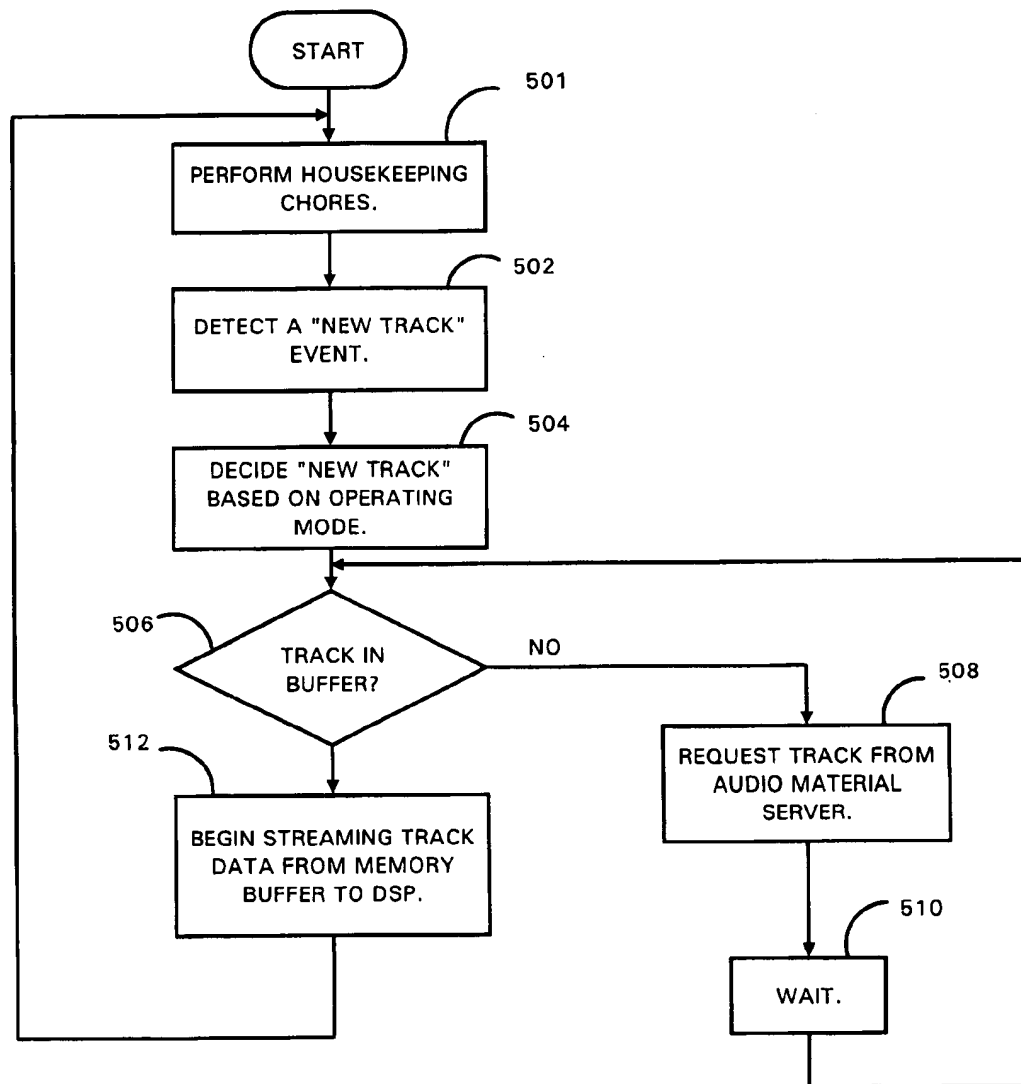 START
501
PERFORM HOUSEKEEPING
CHORES.
502
DETECT A "NEW TRACK"
EVENT.
504
DECIDE "NEW TRACK"
BASED ON OPERATING
MODE.
506
TRACK IN
BUFFER?
NO
508
REQUEST TRACK FROM
AUDIO MATERIAL
SERVER.
512
BEGIN STREAMING TRACK
DATA FROM MEMORY
BUFFER TO DSP.
510
WAIT.